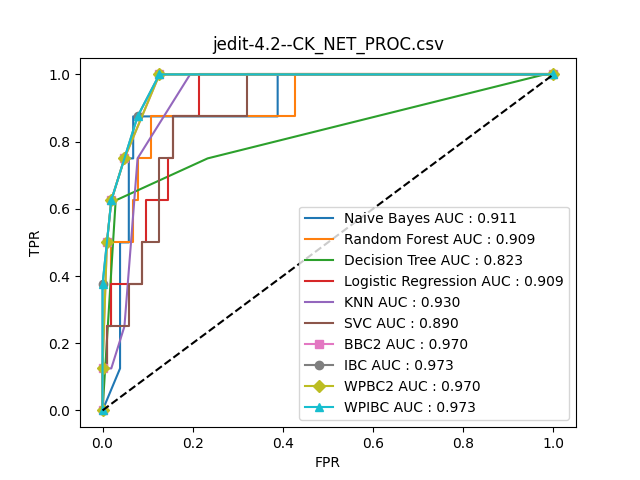 jedit-4.2--CK_NET_PROC.csv
1.0
0.8
0.6
0.4
0.2
0.0
TPR
Naive Bayes AUC : 0.911
Random Forest AUC : 0.909
Decision Tree AUC : 0.823
Logistic Regression AUC : 0.909
KNN AUC : 0.930
SVC AUC : 0.890
BBC2 AUC : 0.970
IBC AUC : 0.973
WPBC2 AUC : 0.970
WPIBC AUC : 0.973
0.0 0.2 0.4 0.6 0.8 1.0
FPR